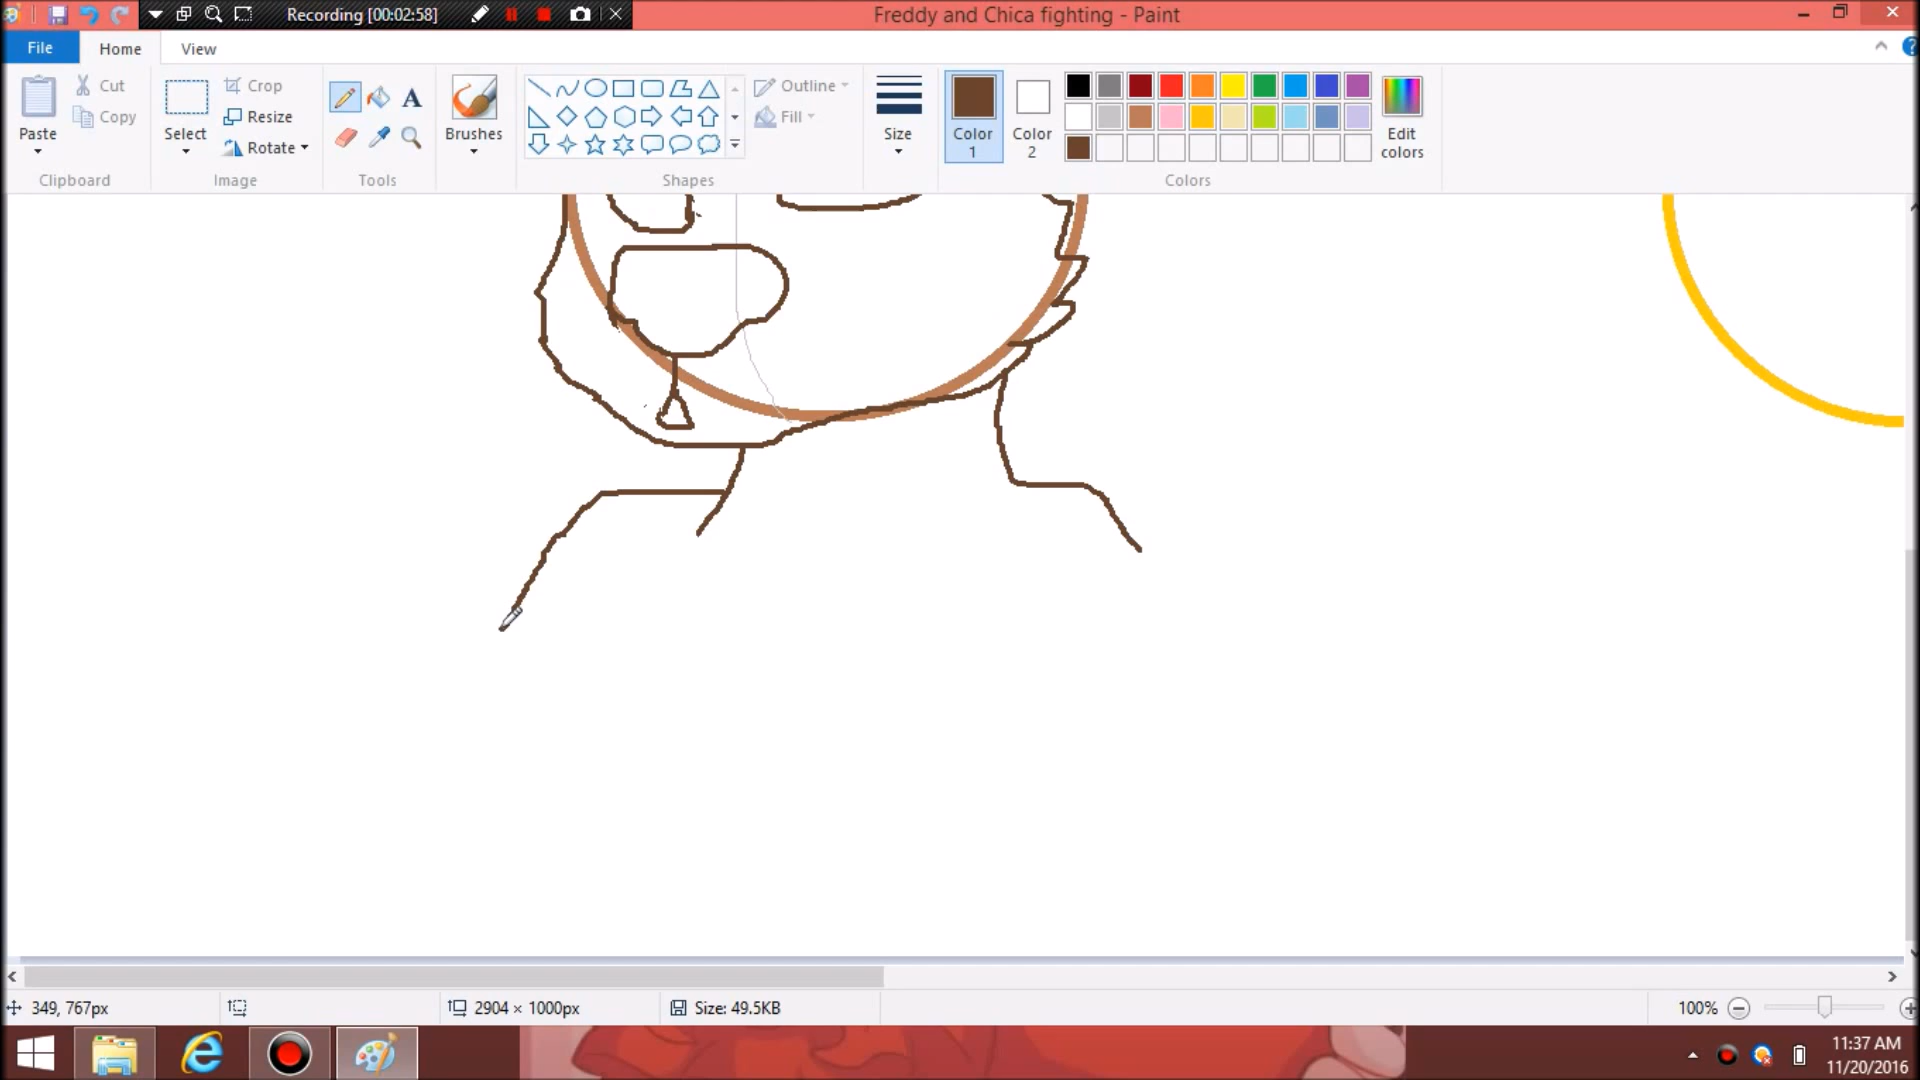 Recording [00:02:58]
Freddy and Chica fighting - Paint
File Home View
Paste
Cut
Copy
Clipboard
Select
Crop
Resize
Rotate
Image
A
Tools
Brushes
Shapes
Outline
Fill
Size
Color 1
Color 2
Edit colors
Colors
349, 767px
2904 × 1000px
Size: 49.5KB
100%
11:37 AM
11/20/2016